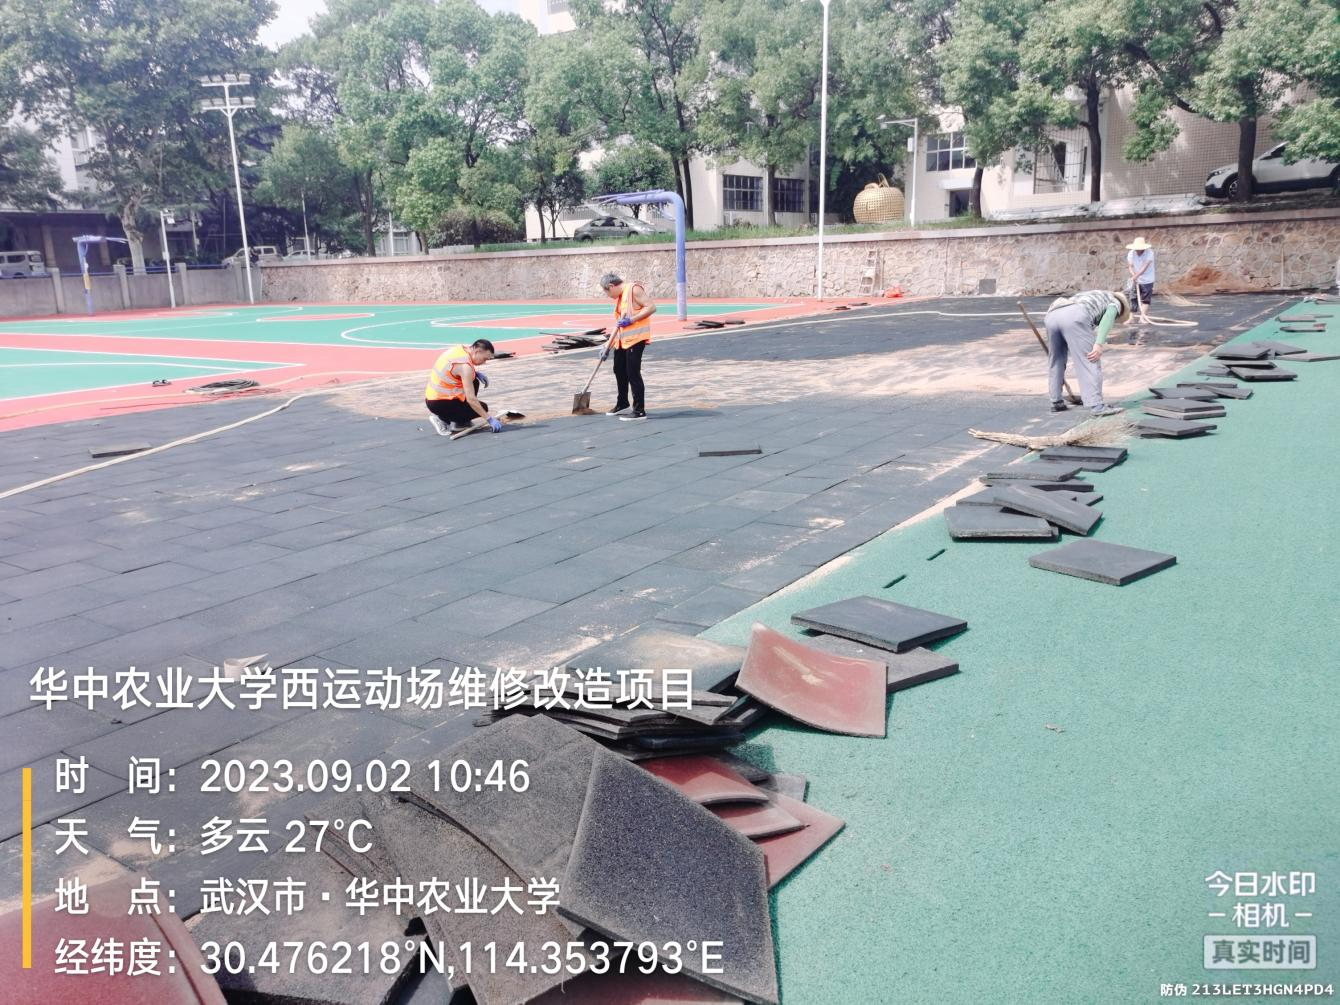 华中农业大学西运动场维修改造项目
时 间：2023.09.02 10:46
天 气：多云 27°C
地 点：武汉市·华中农业大学
经纬度：30.476218°N,114.353793°E
今日水印
-相机-
真实时间
防伪 213LET3HGN4PD4